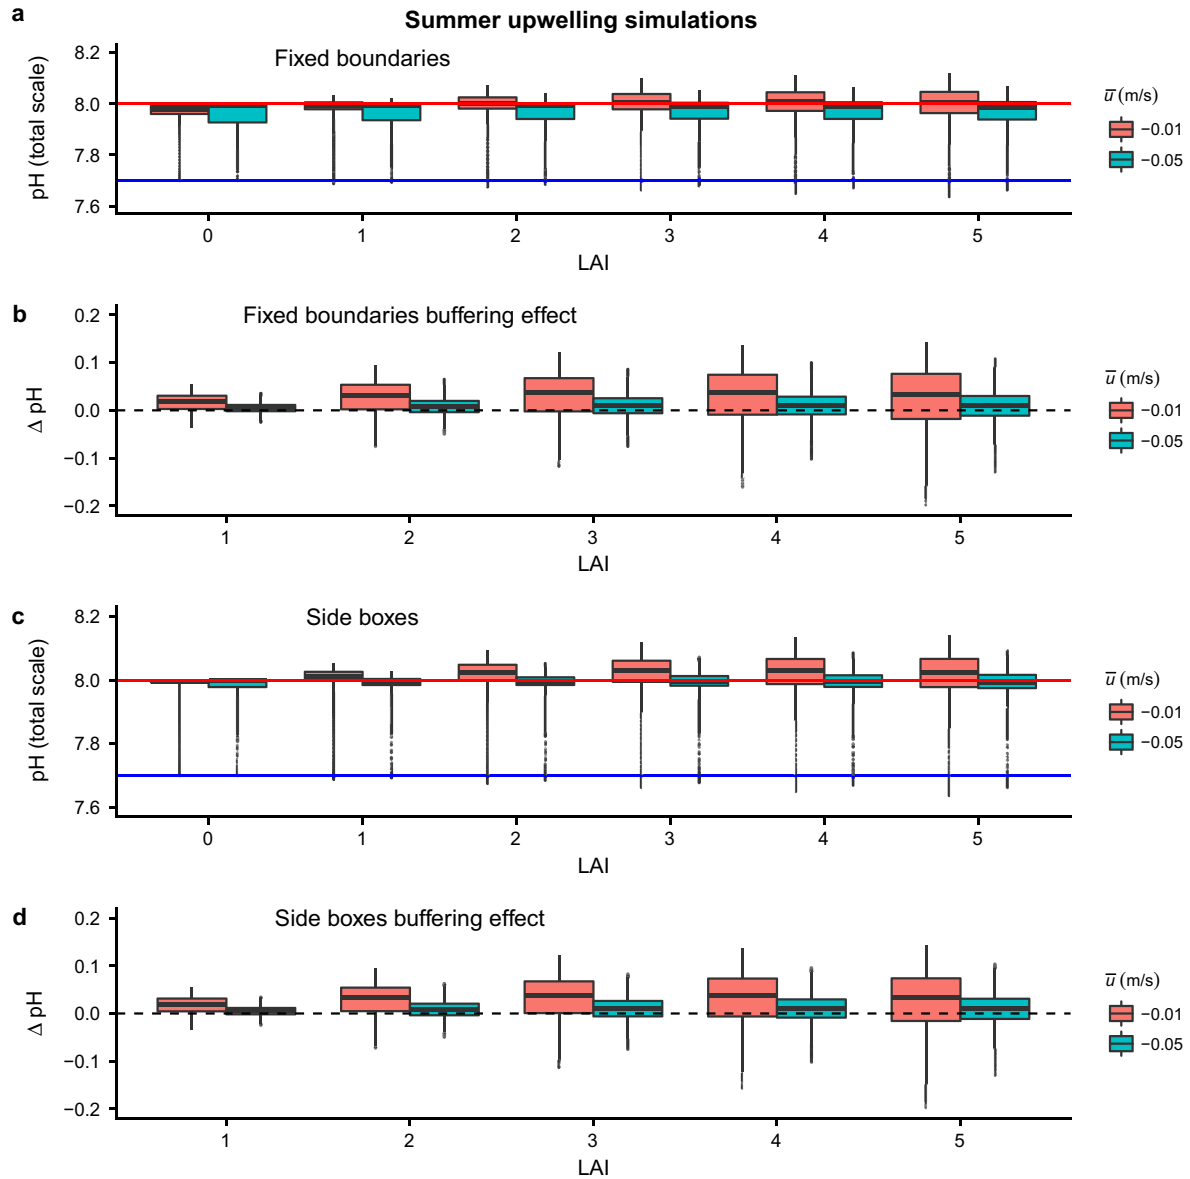 a
Summer upwelling simulations
Fixed boundaries
pH (total scale)
8.2
8.0
7.8
7.6
0 1 2 3 4 5
LAI
u̅ (m/s)
−0.01
−0.05
b
Fixed boundaries buffering effect
Δ pH
0.2
0.1
0.0
−0.1
−0.2
1 2 3 4 5
LAI
u̅ (m/s)
−0.01
−0.05
c
Side boxes
pH (total scale)
8.2
8.0
7.8
7.6
0 1 2 3 4 5
LAI
u̅ (m/s)
−0.01
−0.05
d
Side boxes buffering effect
Δ pH
0.2
0.1
0.0
−0.1
−0.2
1 2 3 4 5
LAI
u̅ (m/s)
−0.01
−0.05